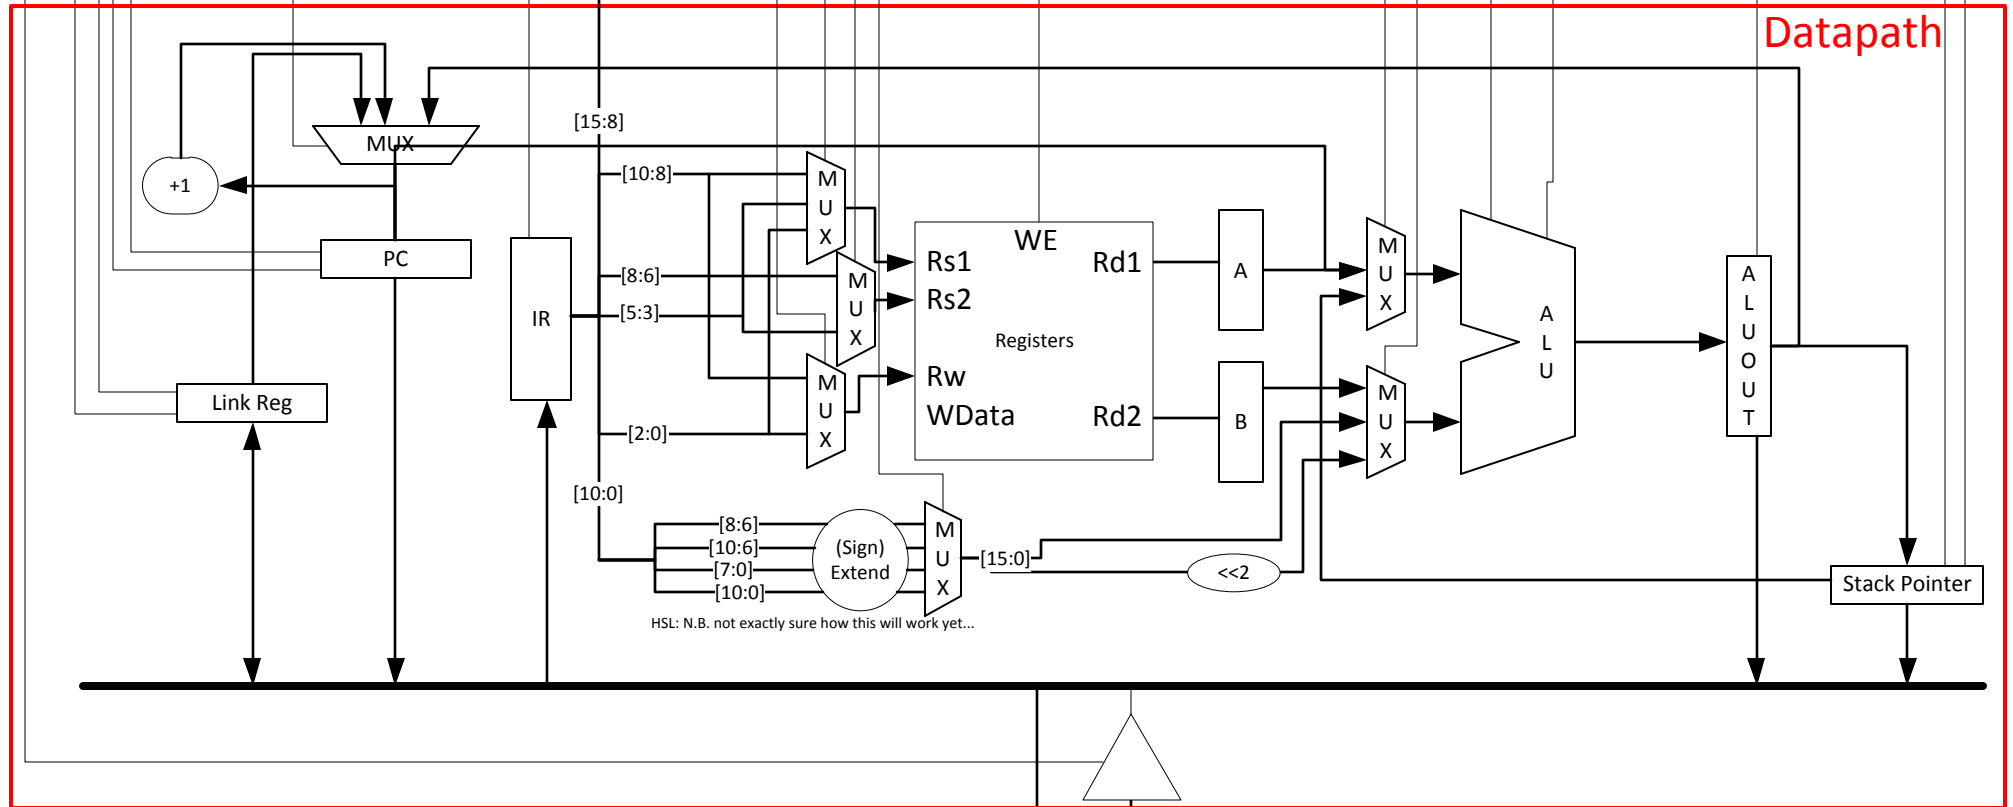 Datapath
[15:8]
MUX
+1
[10:8]
M
U
X
PC
IR
[8:6]
[5:3]
M
U
X
WE
Rs1
Rs2
Registers
Rw
WData
Rd1
Rd2
A
B
M
U
X
M
U
X
A
L
U
A
L
U
O
U
T
Link Reg
M
U
X
[2:0]
[10:0]
[8:6]
[10:6]
[7:0]
[10:0]
(Sign)
Extend
M
U
X
[15:0]
<<2
Stack Pointer
HSL: N.B. not exactly sure how this will work yet...